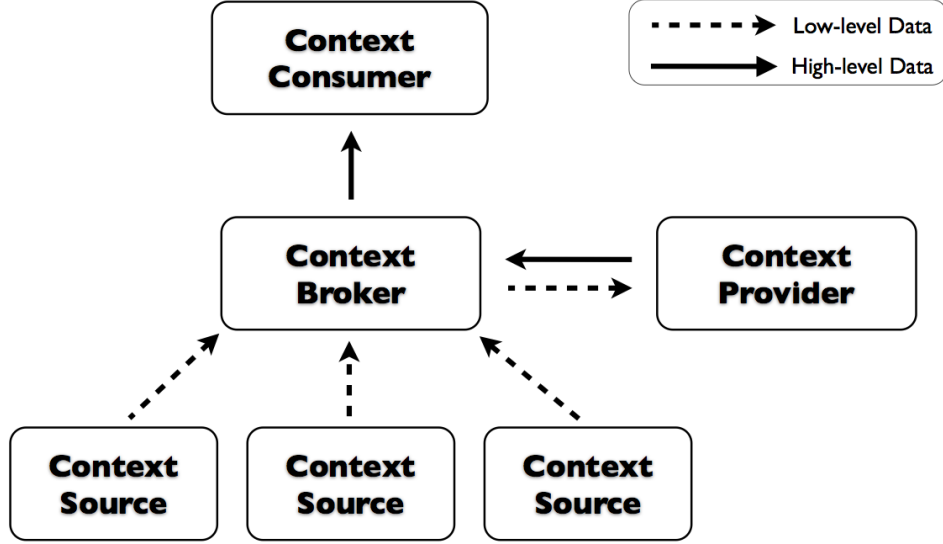 Context
Consumer
Low-level Data
High-level Data
Context
Broker
Context
Provider
Context
Source
Context
Source
Context
Source